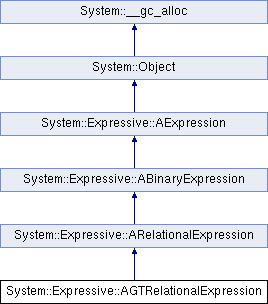 System::__gc_alloc
System::Object
System::Expressive::AExpression
System::Expressive::ABinaryExpression
System::Expressive::ARelationalExpression
System::Expressive::AGTRelationalExpression